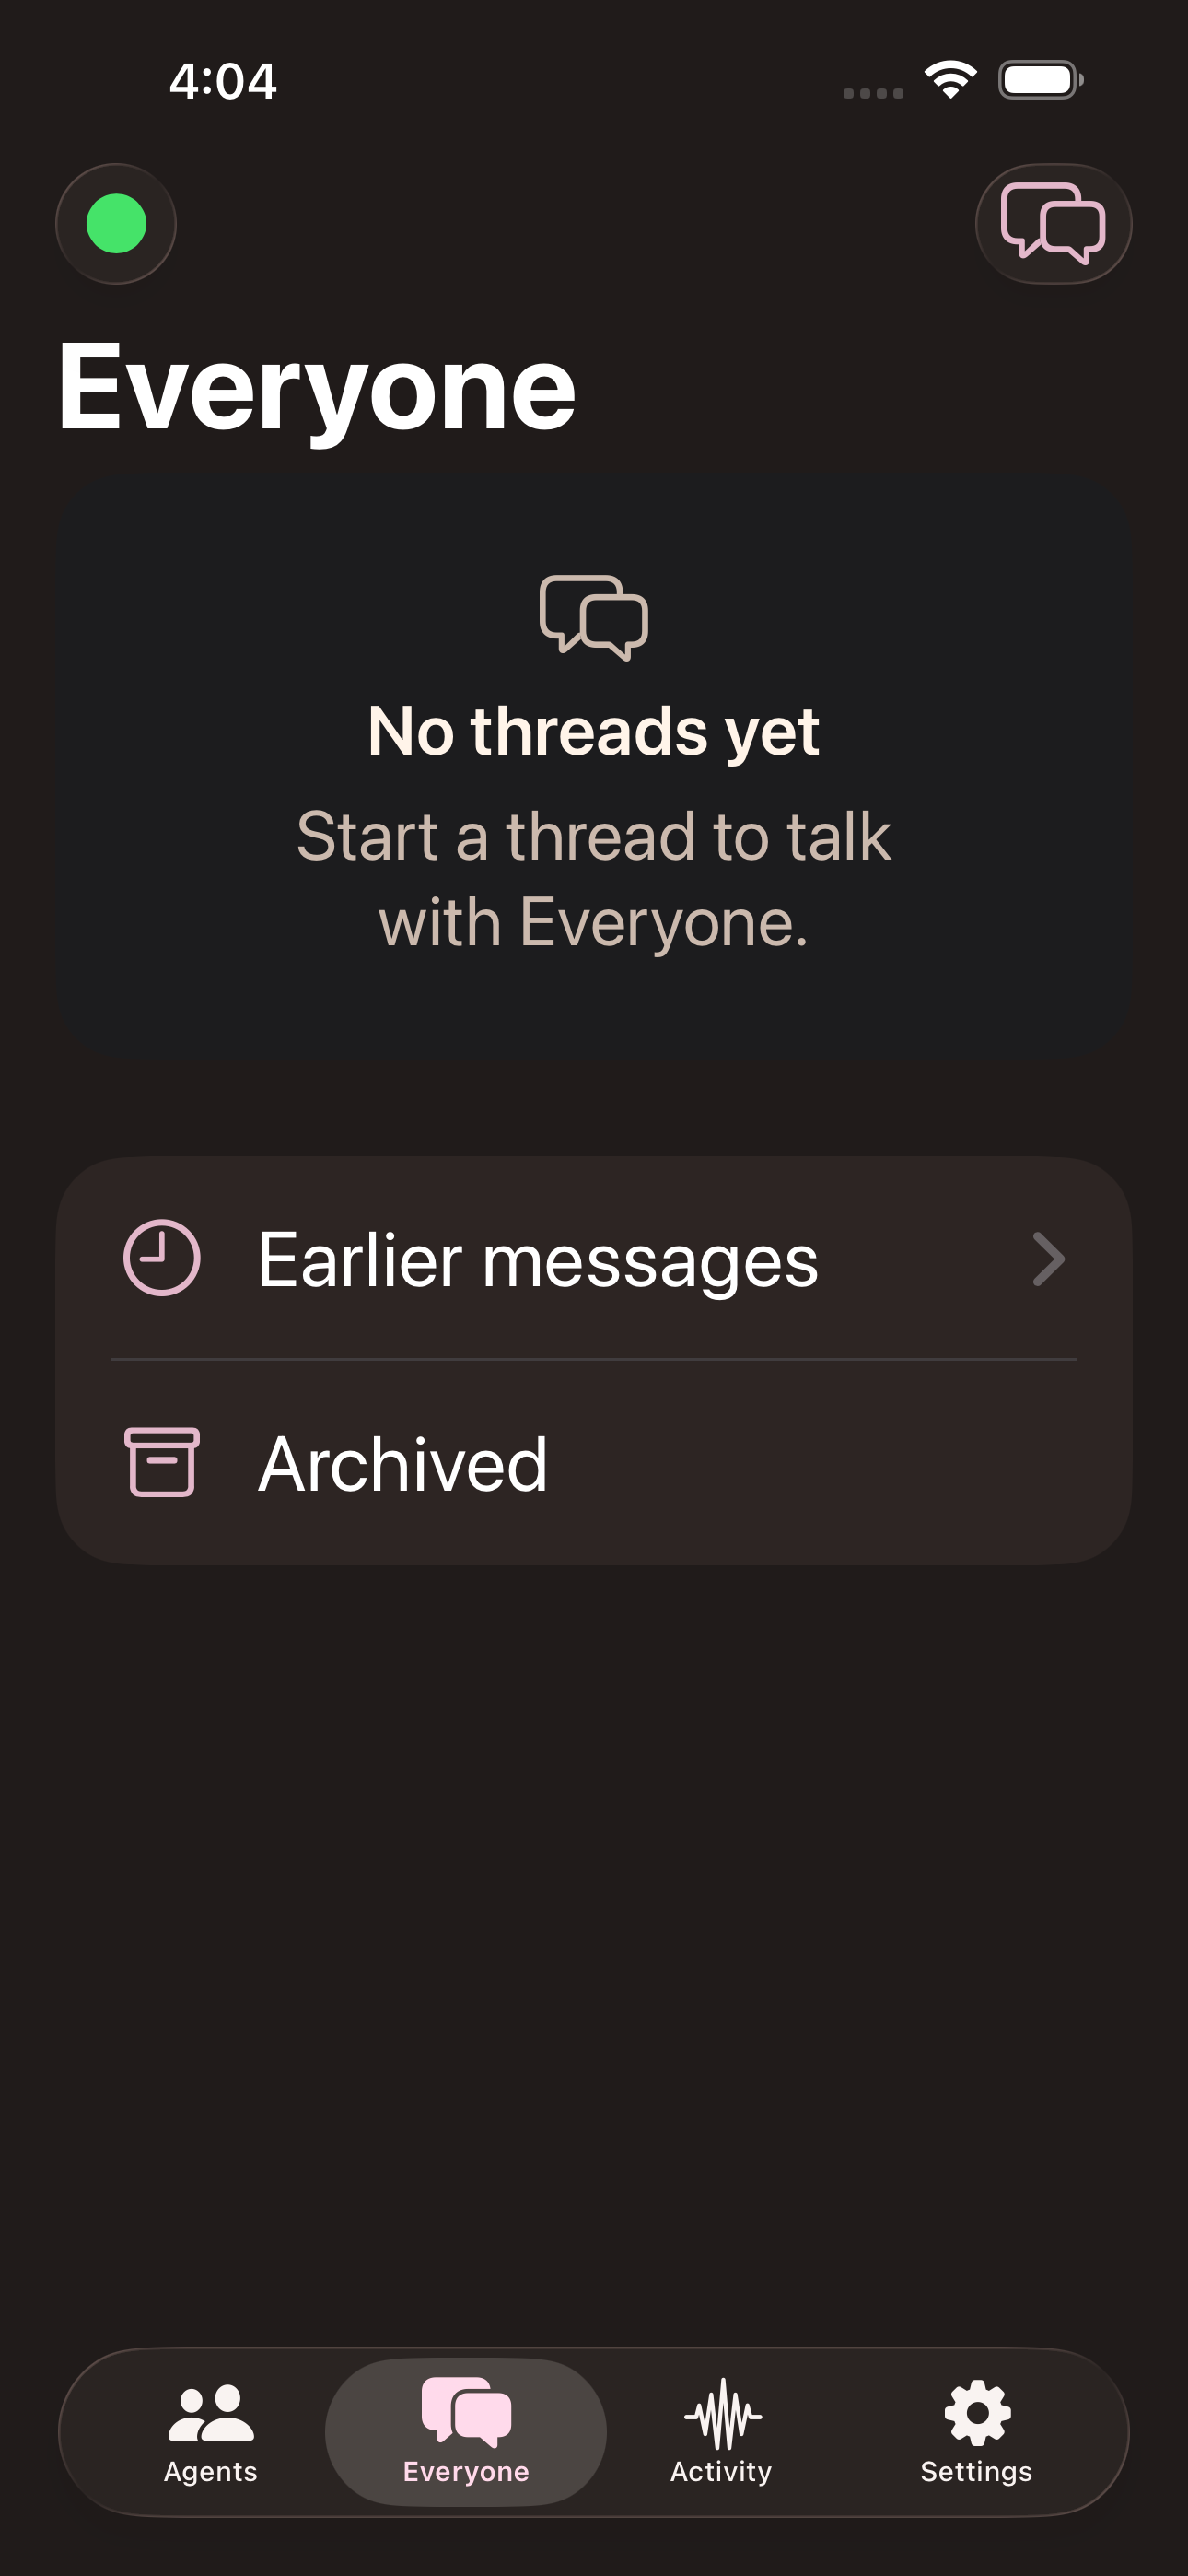 4:04
Everyone
No threads yet
Start a thread to talk
with Everyone.
Earlier messages
Archived
Agents
Everyone
Activity
Settings